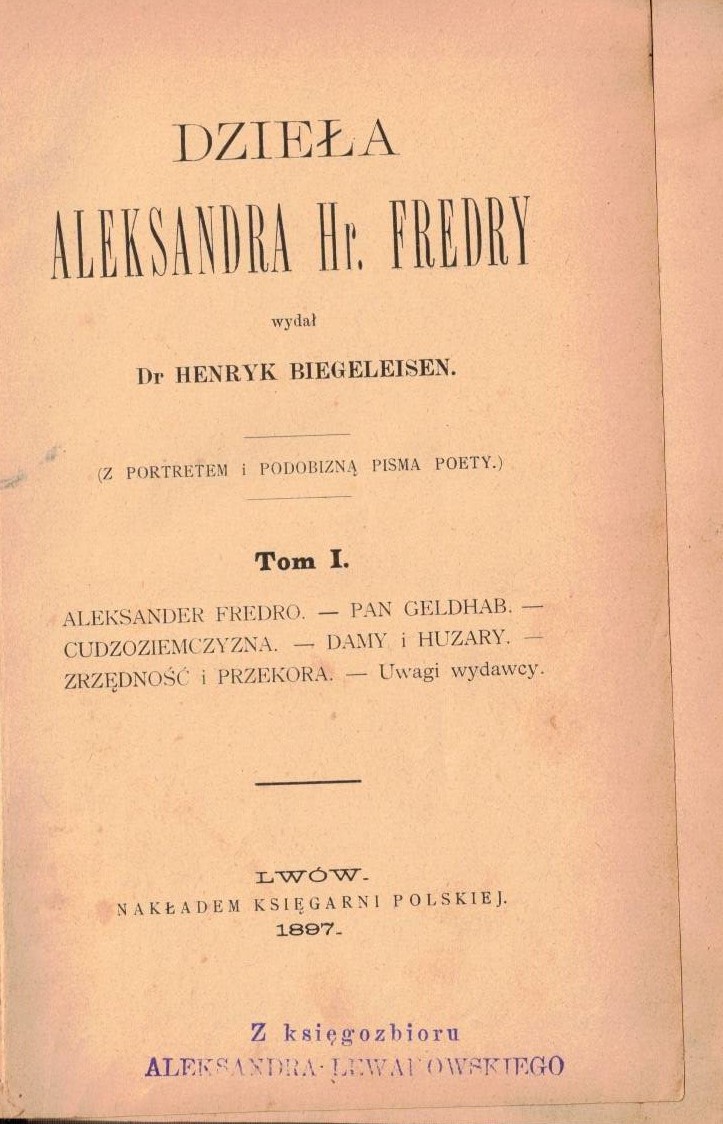 DZIEŁA
ALEKSANDRA Hr. FREDRY
wydał
Dr HENRYK BIEGELEISEN.
(Z PORTRETEM i PODOBIZNĄ PISMA POETY.)
Tom I.
ALEKSANDER FREDRO. — PAN GELDHAB. —
CUDZOZIEMCZYZNA. — DAMY i HUZARY. —
ZRZĘDNOŚĆ i PRZEKORA. — Uwagi wydawcy.
LWÓW.
NAKŁADEM KSIĘGARNI POLSKIEJ.
1897.
Z księgozbioru
ALEKSANDRA